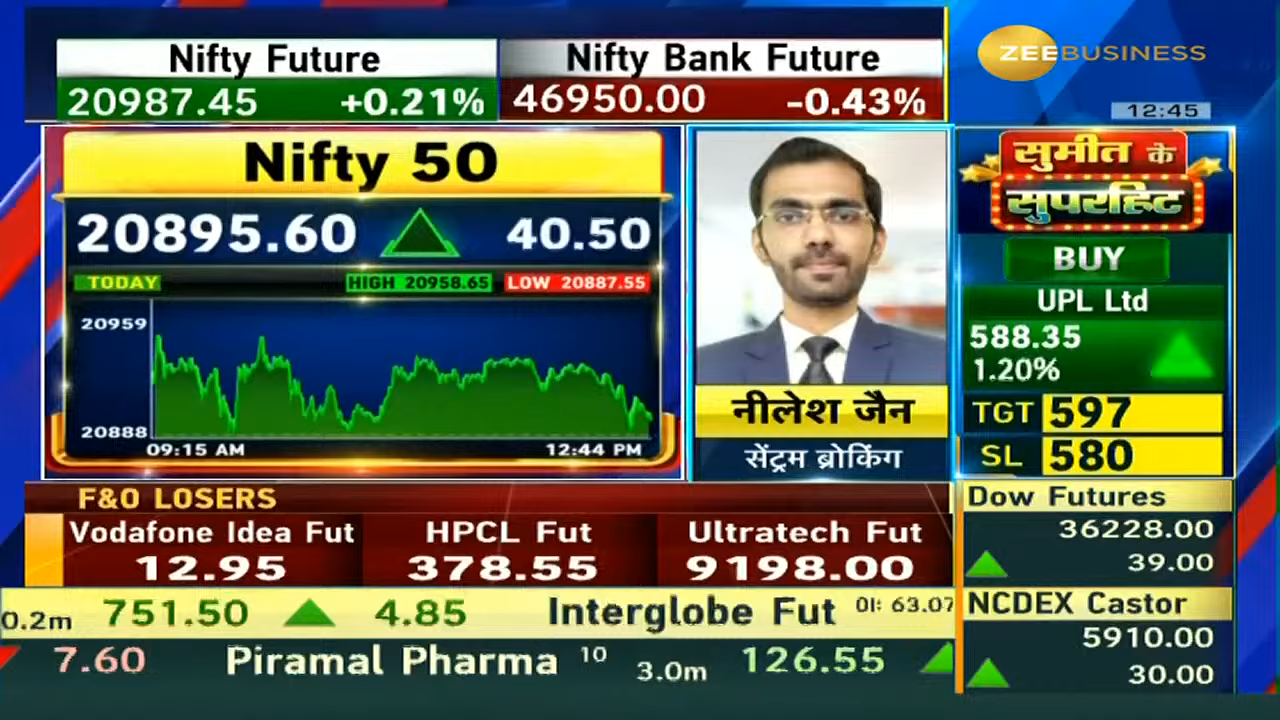 Nifty Future
20987.45 +0.21%
Nifty Bank Future
46950.00 -0.43%
ZEEBUSINESS
12:45
Nifty 50
20895.60 40.50
TODAY HIGH 20958.65 LOW 20887.55
20959
20888
09:15 AM 12:44 PM
नीलेश जैन
सेंट्रम ब्रोकिंग
सुमीत के
सुपरहिट
BUY
UPL Ltd
588.35
1.20%
TGT 597
SL 580
F&O LOSERS
Vodafone Idea Fut HPCL Fut Ultratech Fut
12.95 378.55 9198.00
Dow Futures
36228.00
39.00
NCDEX Castor
5910.00
30.00
0.2m 751.50 4.85 Interglobe Fut OI: 63.07
7.60 Piramal Pharma 10 3.0m 126.55